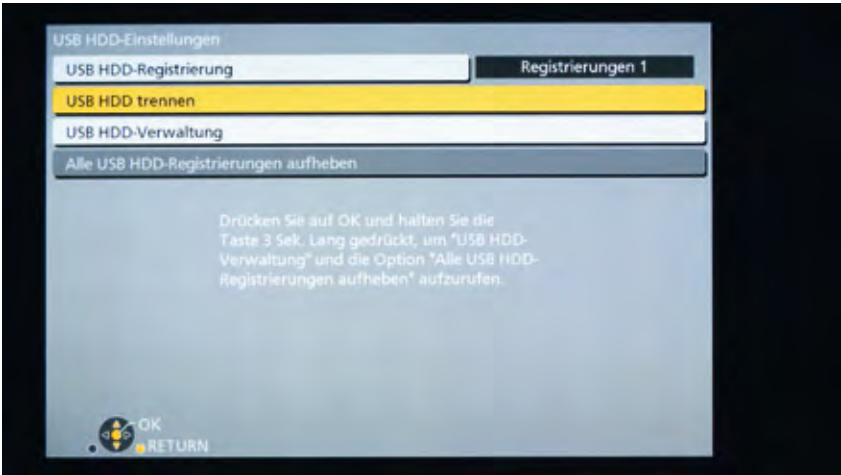 USB HDD-Einstellungen
USB HDD-Registrierung
Registrierungen 1
USB HDD trennen
USB HDD-Verwaltung
Alle USB HDD-Registrierungen aufheben
Drücken Sie auf OK und halten Sie die
Taste 3 Sek. Lang gedrückt, um "USB HDD-
Verwaltung" und die Option "Alle USB HDD-
Registrierungen aufheben" aufzurufen.
OK
RETURN